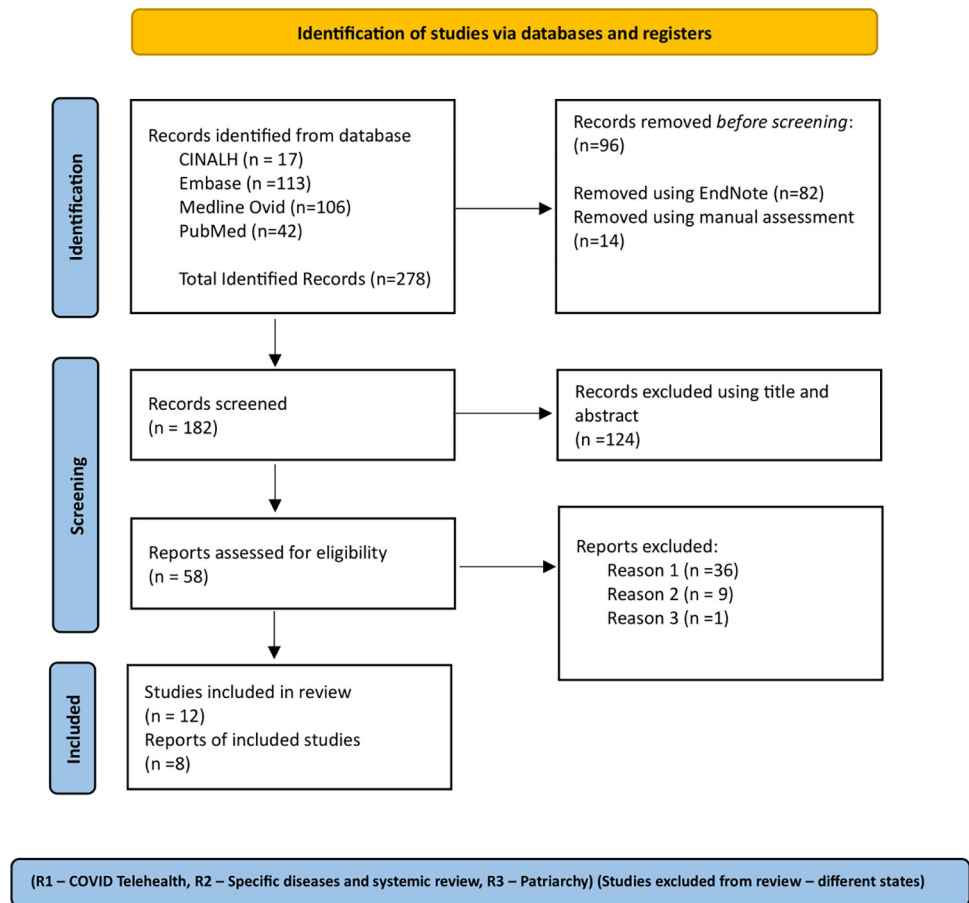 Identification of studies via databases and registers
Identification
Records identified from database
CINALH (n = 17)
Embase (n =113)
Medline Ovid (n=106)
PubMed (n=42)
Total Identified Records (n=278)
Records removed before screening:
(n=96)
Removed using EndNote (n=82)
Removed using manual assessment
(n=14)
Screening
Records screened
(n = 182)
Records excluded using title and
abstract
(n =124)
Reports assessed for eligibility
(n = 58)
Reports excluded:
Reason 1 (n =36)
Reason 2 (n = 9)
Reason 3 (n =1)
Included
Studies included in review
(n = 12)
Reports of included studies
(n =8)
(R1 – COVID Telehealth, R2 – Specific diseases and systemic review, R3 – Patriarchy) (Studies excluded from review – different states)